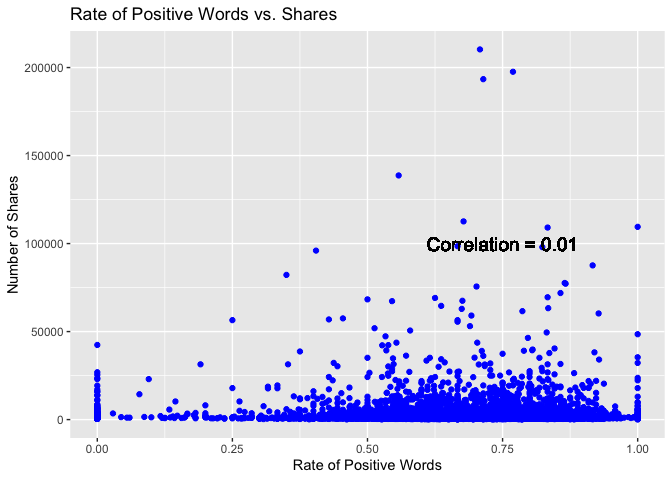 Rate of Positive Words vs. Shares
Number of Shares
200000
150000
100000
50000
0
Correlation = 0.01
0.00 0.25 0.50 0.75 1.00
Rate of Positive Words